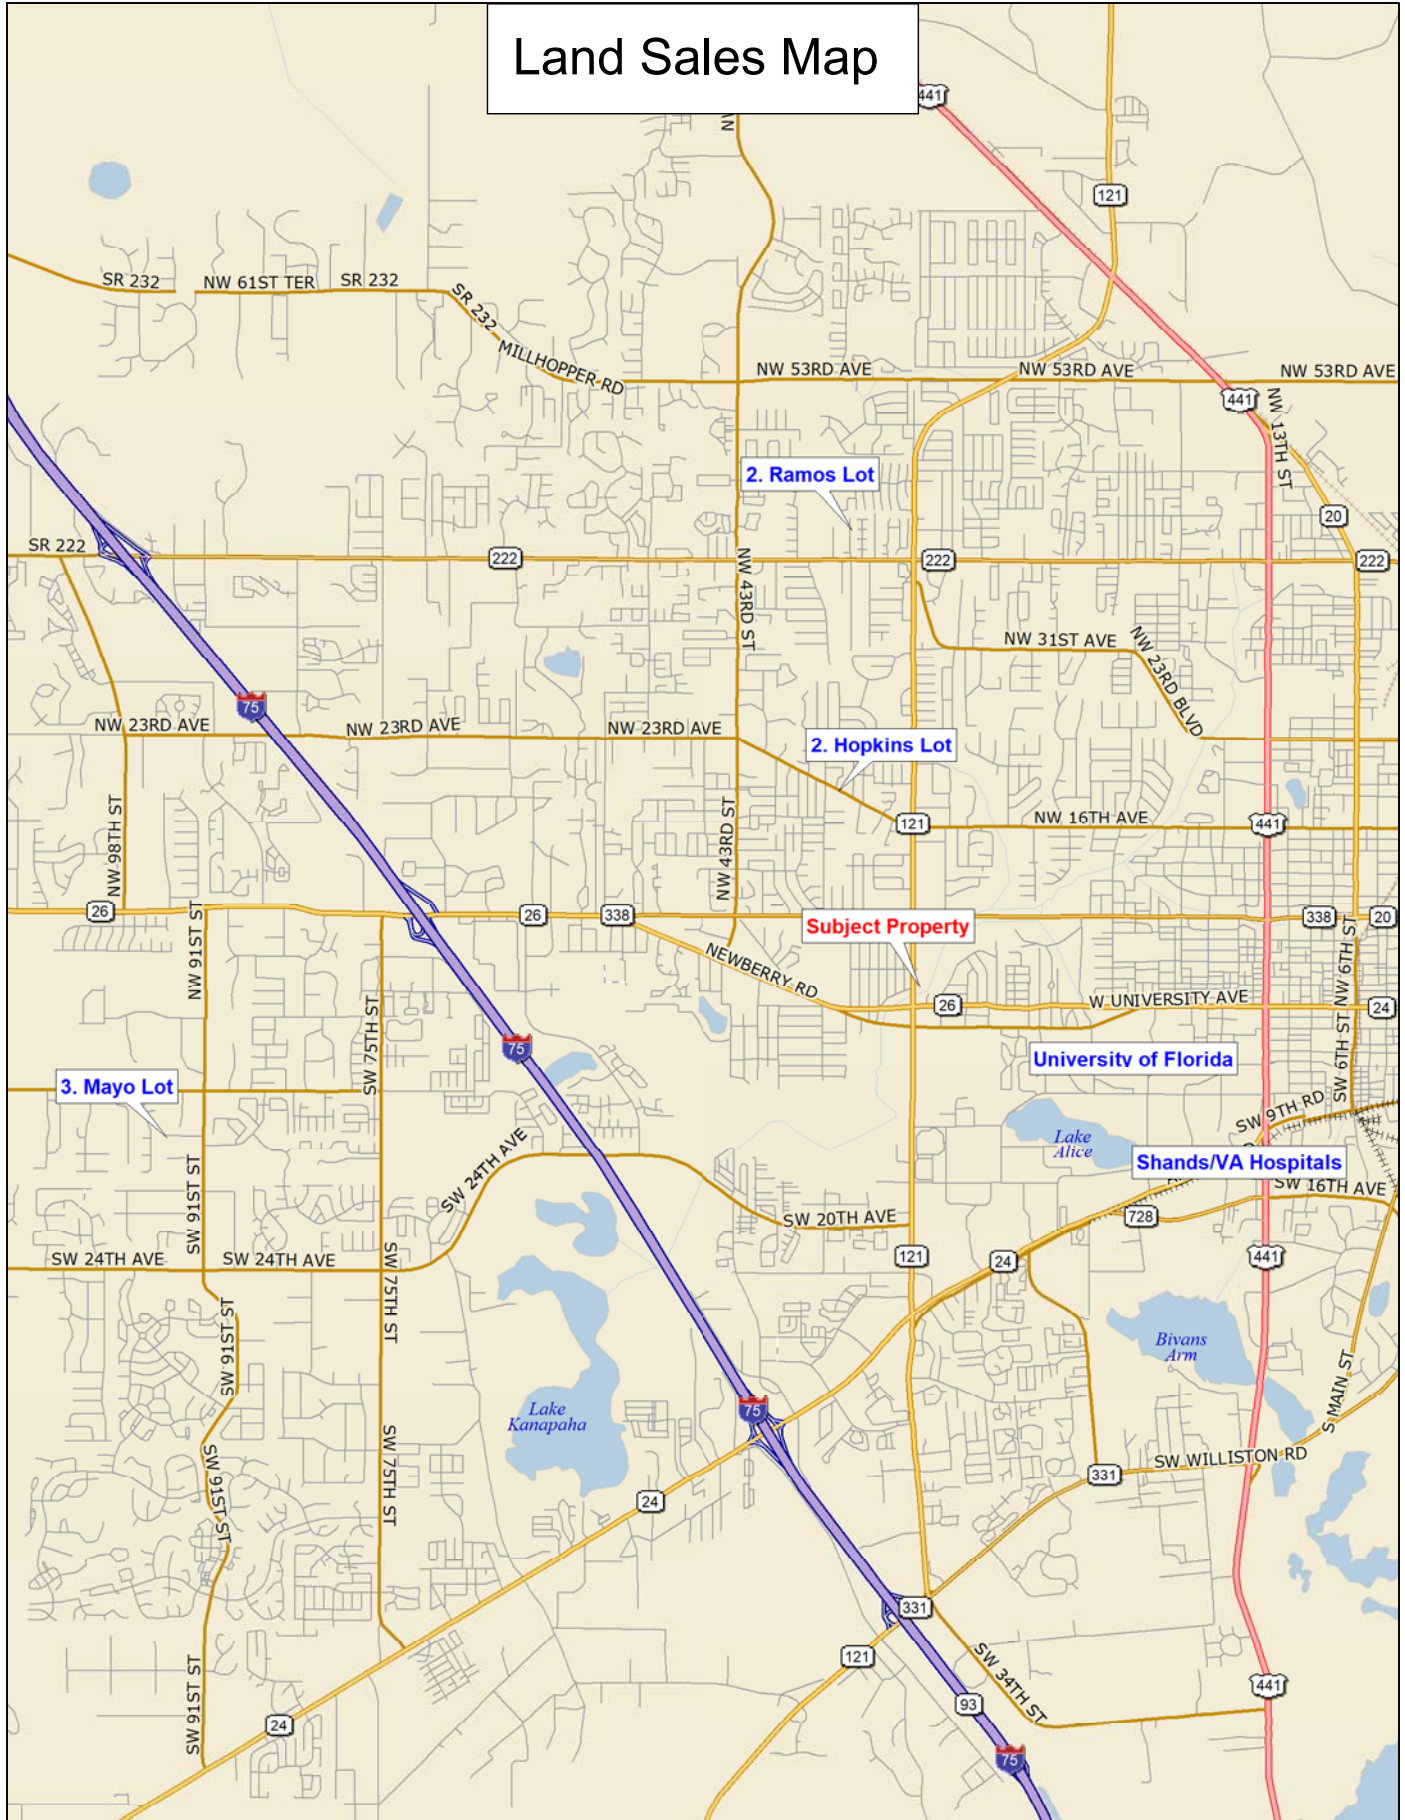 Land Sales Map
441
121
SR 232
NW 61ST TER
SR 232
SR 232
MILLHOPPER RD
NW 53RD AVE
NW 53RD AVE
NW 53RD AVE
441
NW 13TH ST
2. Ramos Lot
20
SR 222
222
222
222
NW 43RD ST
NW 31ST AVE
NW 23RD BLVD
75
NW 23RD AVE
NW 23RD AVE
NW 23RD AVE
2. Hopkins Lot
NW 98TH ST
NW 43RD ST
121
NW 16TH AVE
441
26
26
338
338
20
NW 91ST ST
Subject Property
NEWBERRY RD
NW 6TH ST
26
W UNIVERSITY AVE
24
SW 75TH ST
75
University of Florida
SW 6TH ST
3. Mayo Lot
SW 9TH RD
Lake
Alice
SW 24TH AVE
Shands/VA Hospitals
SW 91ST ST
SW 16TH AVE
728
SW 20TH AVE
SW 24TH AVE
SW 24TH AVE
121
24
441
SW 75TH ST
SW 91ST ST
Bivans
Arm
S MAIN ST
75
Lake
Kanapaha
SW 75TH ST
SW 91ST ST
SW WILLISTON RD
331
24
331
121
SW 34TH ST
SW 91ST ST
93
441
24
75